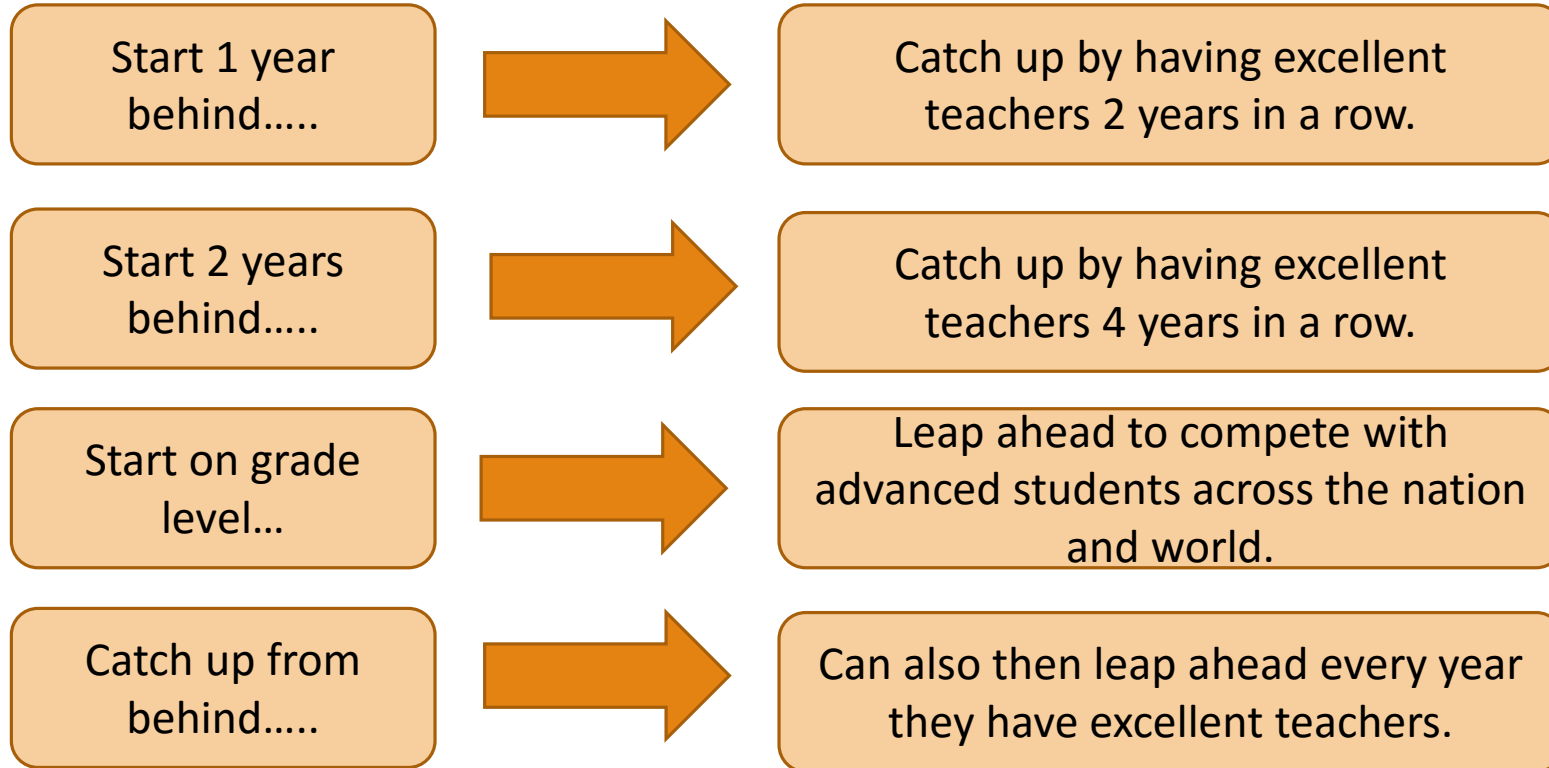 Start 1 year
behind…..
Catch up by having excellent
teachers 2 years in a row.
Start 2 years
behind…..
Catch up by having excellent
teachers 4 years in a row.
Start on grade
level…
Leap ahead to compete with
advanced students across the nation
and world.
Catch up from
behind…..
Can also then leap ahead every year
they have excellent teachers.